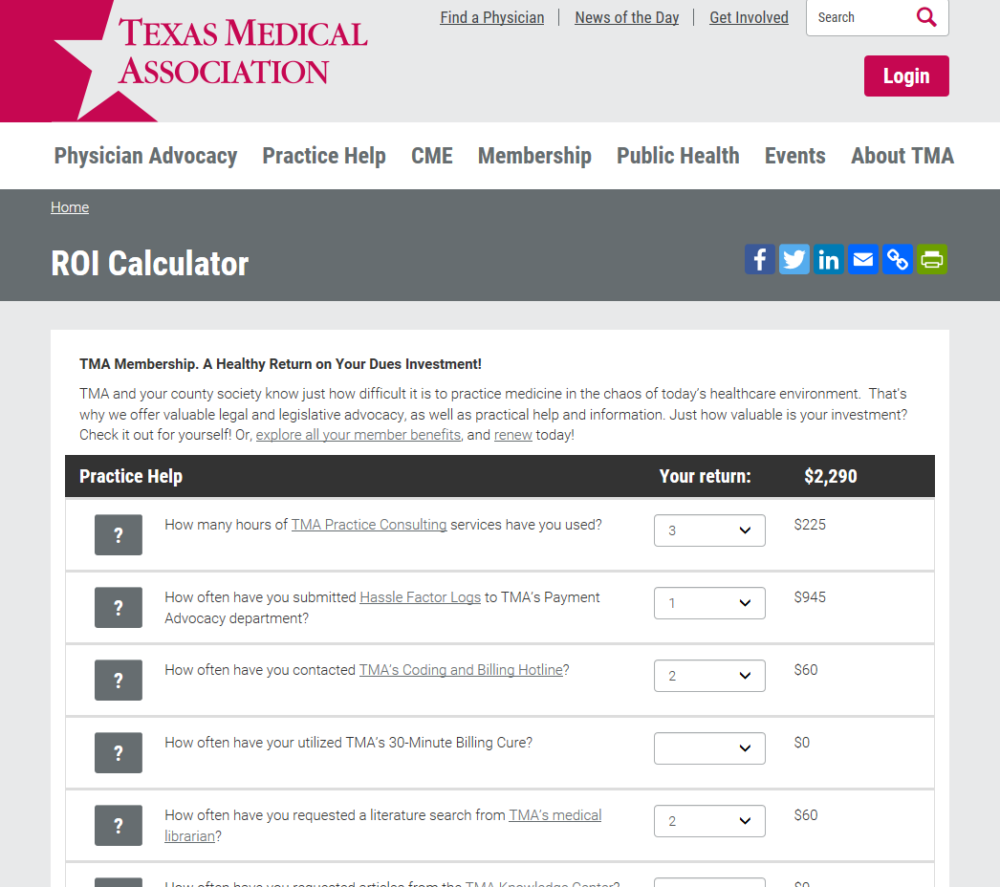 TEXAS MEDICAL
ASSOCIATION
Find a Physician
News of the Day
Get Involved
Search
Login
Physician Advocacy
Practice Help
CME
Membership
Public Health
Events
About TMA
Home
ROI Calculator
TMA Membership. A Healthy Return on Your Dues Investment!
TMA and your county society know just how difficult it is to practice medicine in the chaos of today's healthcare environment.  That's
why we offer valuable legal and legislative advocacy, as well as practical help and information. Just how valuable is your investment?
Check it out for yourself! Or, explore all your member benefits, and renew today!
Practice Help Your return: $2,290
? How many hours of TMA Practice Consulting services have you used? 3 $225
? How often have you submitted Hassle Factor Logs to TMA's Payment 1 $945
Advocacy department?
? How often have you contacted TMA's Coding and Billing Hotline? 2 $60
? How often have your utilized TMA's 30-Minute Billing Cure? $0
? How often have you requested a literature search from TMA's medical 2 $60
librarian?
How often have you requested articles from the TMA Knowledge Center? $0